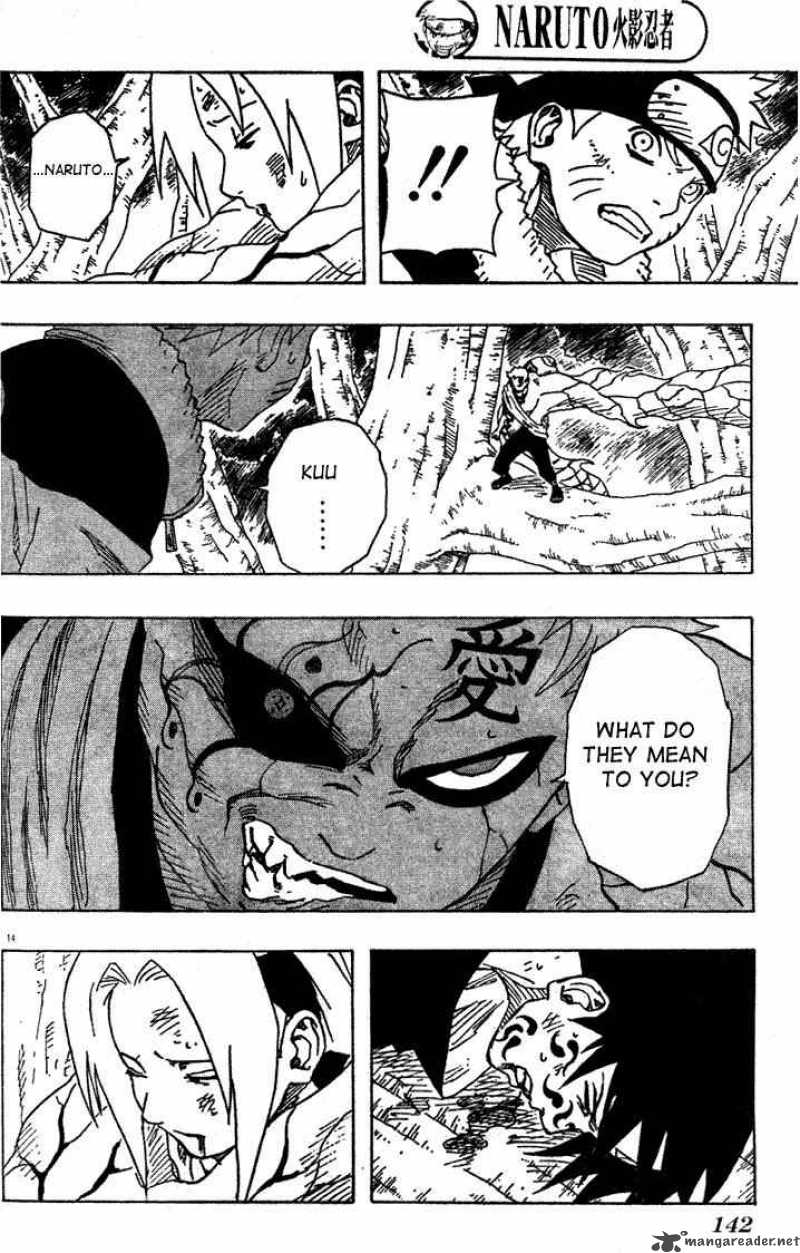 NARUTO火影忍者
!!
...NARUTO...
KUU
......
愛
WHAT DO
THEY MEAN
TO YOU?
14
142
mangareader.net